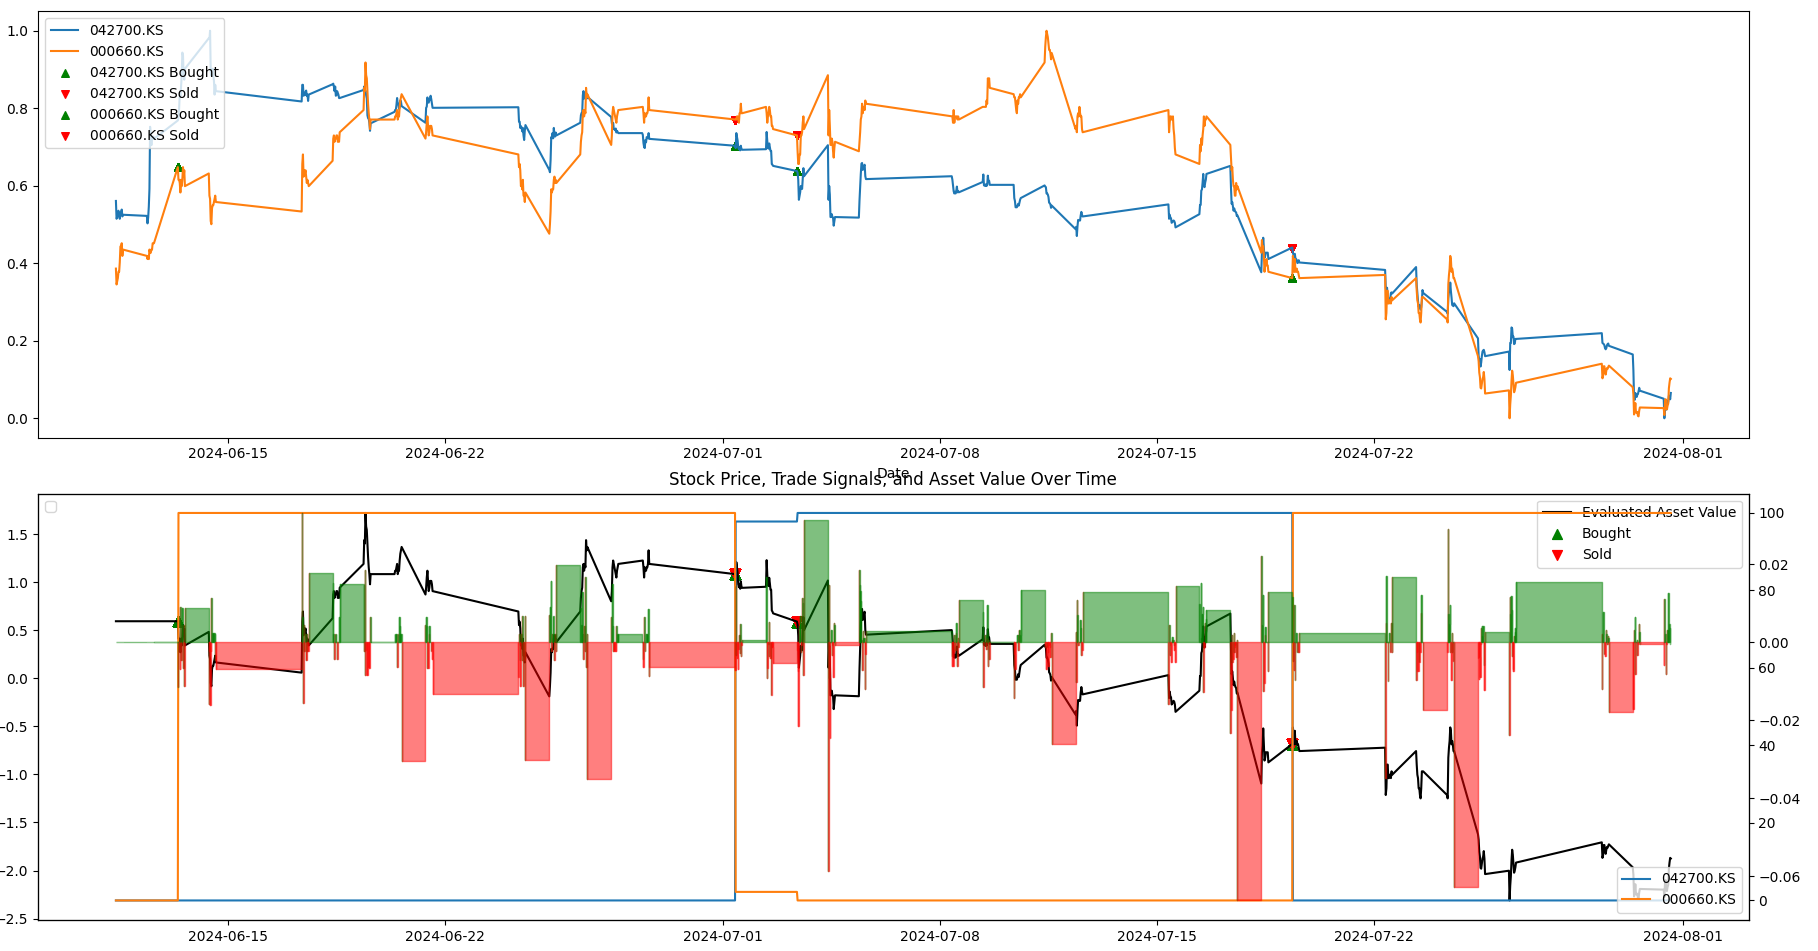 1.0
0.8
0.6
0.4
0.2
0.0
042700.KS
000660.KS
042700.KS Bought
042700.KS Sold
000660.KS Bought
000660.KS Sold
2024-06-15 2024-06-22 2024-07-01 2024-07-08 2024-07-15 2024-07-22 2024-08-01
Date
Stock Price, Trade Signals, and Asset Value Over Time
1.5
1.0
0.5
0.0
−0.5
−1.0
−1.5
−2.0
−2.5
Evaluated Asset Value
Bought
Sold
100
0.02
80
0.00
60
−0.02
40
−0.04
20
−0.06
0
042700.KS
000660.KS
2024-06-15 2024-06-22 2024-07-01 2024-07-08 2024-07-15 2024-07-22 2024-08-01